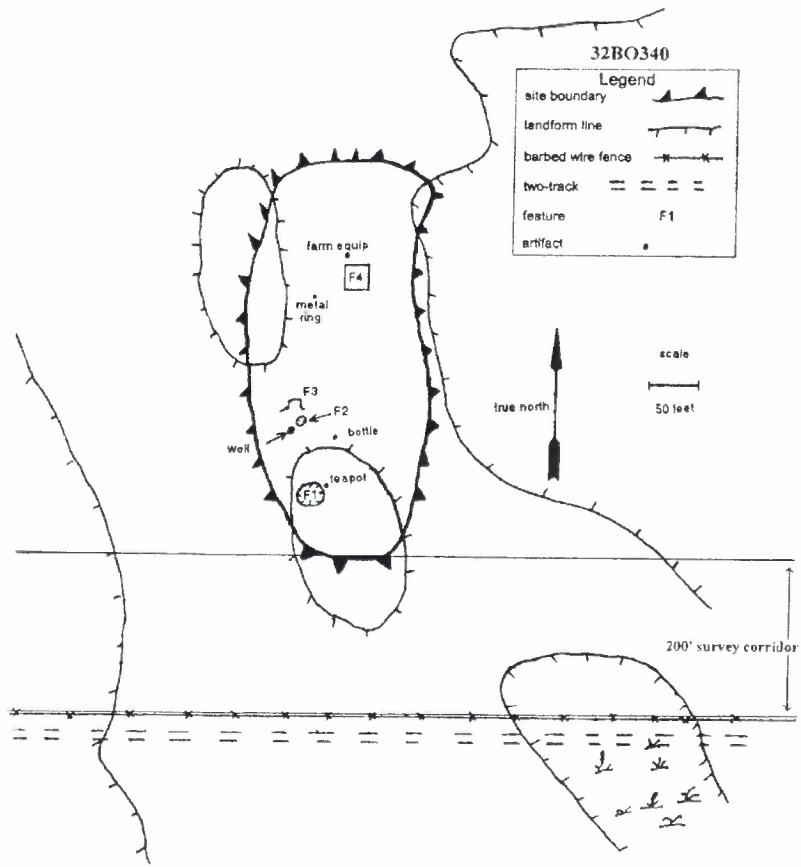 32BO340
Legend
site boundary
landform line
barbed wire fence
two-track
feature F1
artifact
farm equip
F4
metal
ring
scale
50 feet
true north
F3
F2
well
bottle
teapot
F1
200' survey corridor